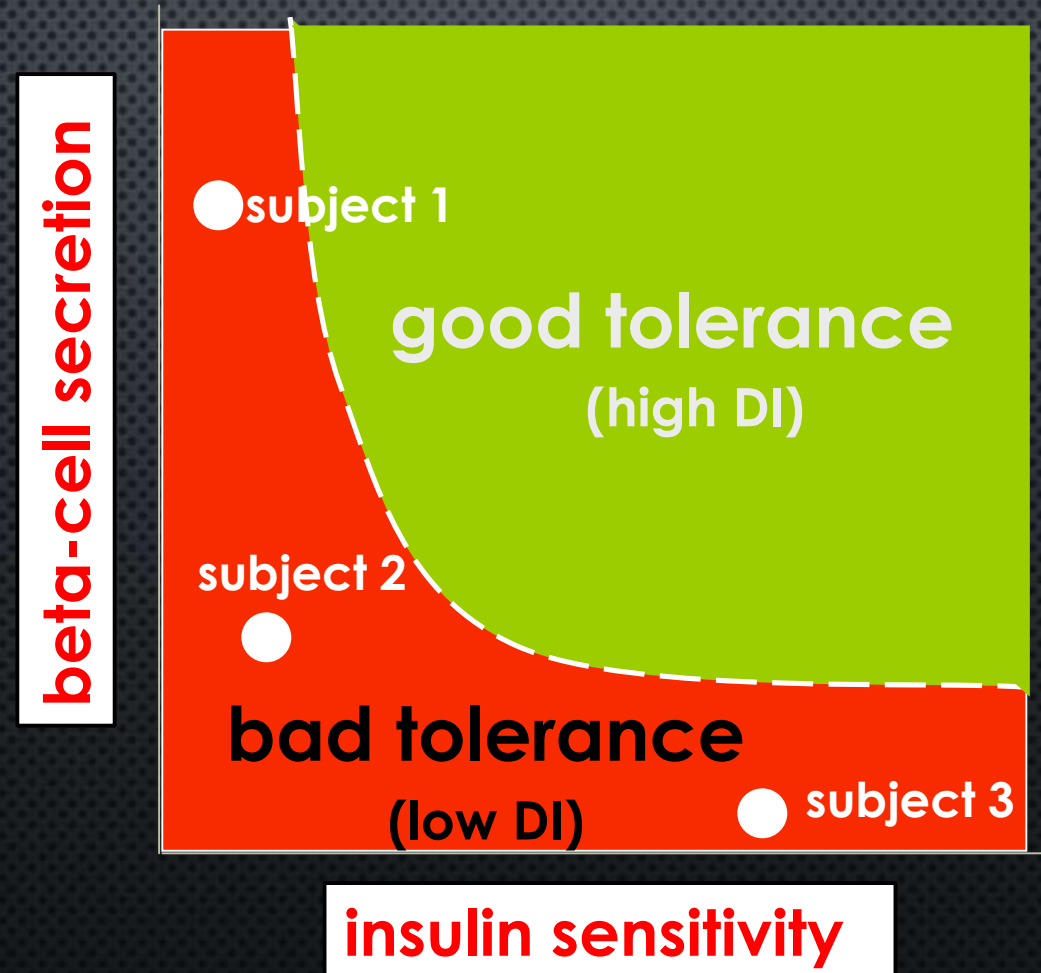 beta-cell secretion
subject 1
good tolerance
(high DI)
subject 2
bad tolerance
(low DI)
subject 3
insulin sensitivity